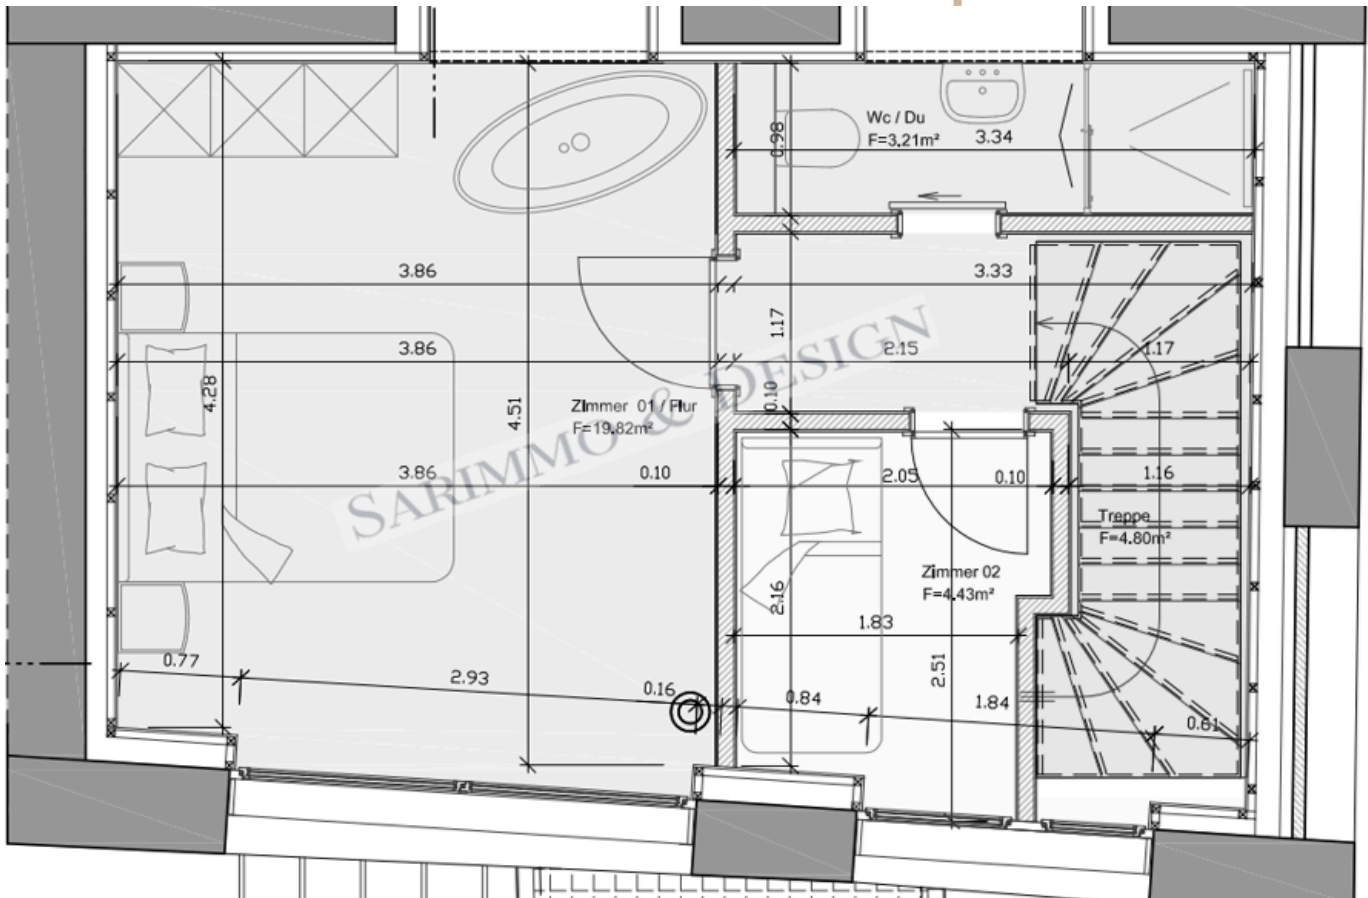 Wc / Du
F=3,21m²
3.34
0.98
3.86
3.33
1.17
3.86
2.15
1.17
4.28
4.51
0.10
Zimmer 01 / Flur
F=19.82m²
SARIMMO & DESIGN
3.86
0.10
2.05
0.10
1.16
Treppe
F=4.80m²
Zimmer 02
F=4.43m²
2.16
1.83
0.77
2.93
0.16
0.84
2.51
1.84
0.61